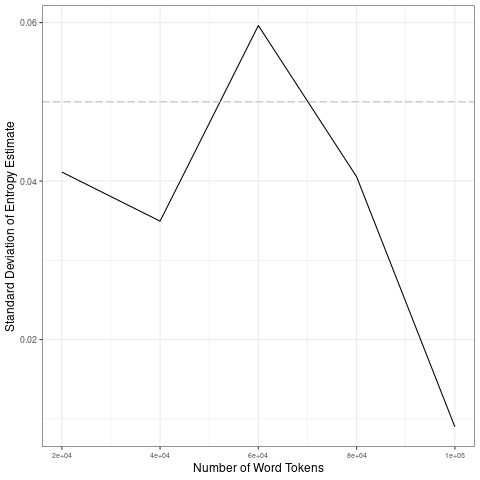 Standard Deviation of Entropy Estimate
0.06
0.04
0.02
2e+04 4e+04 6e+04 8e+04 1e+05
Number of Word Tokens